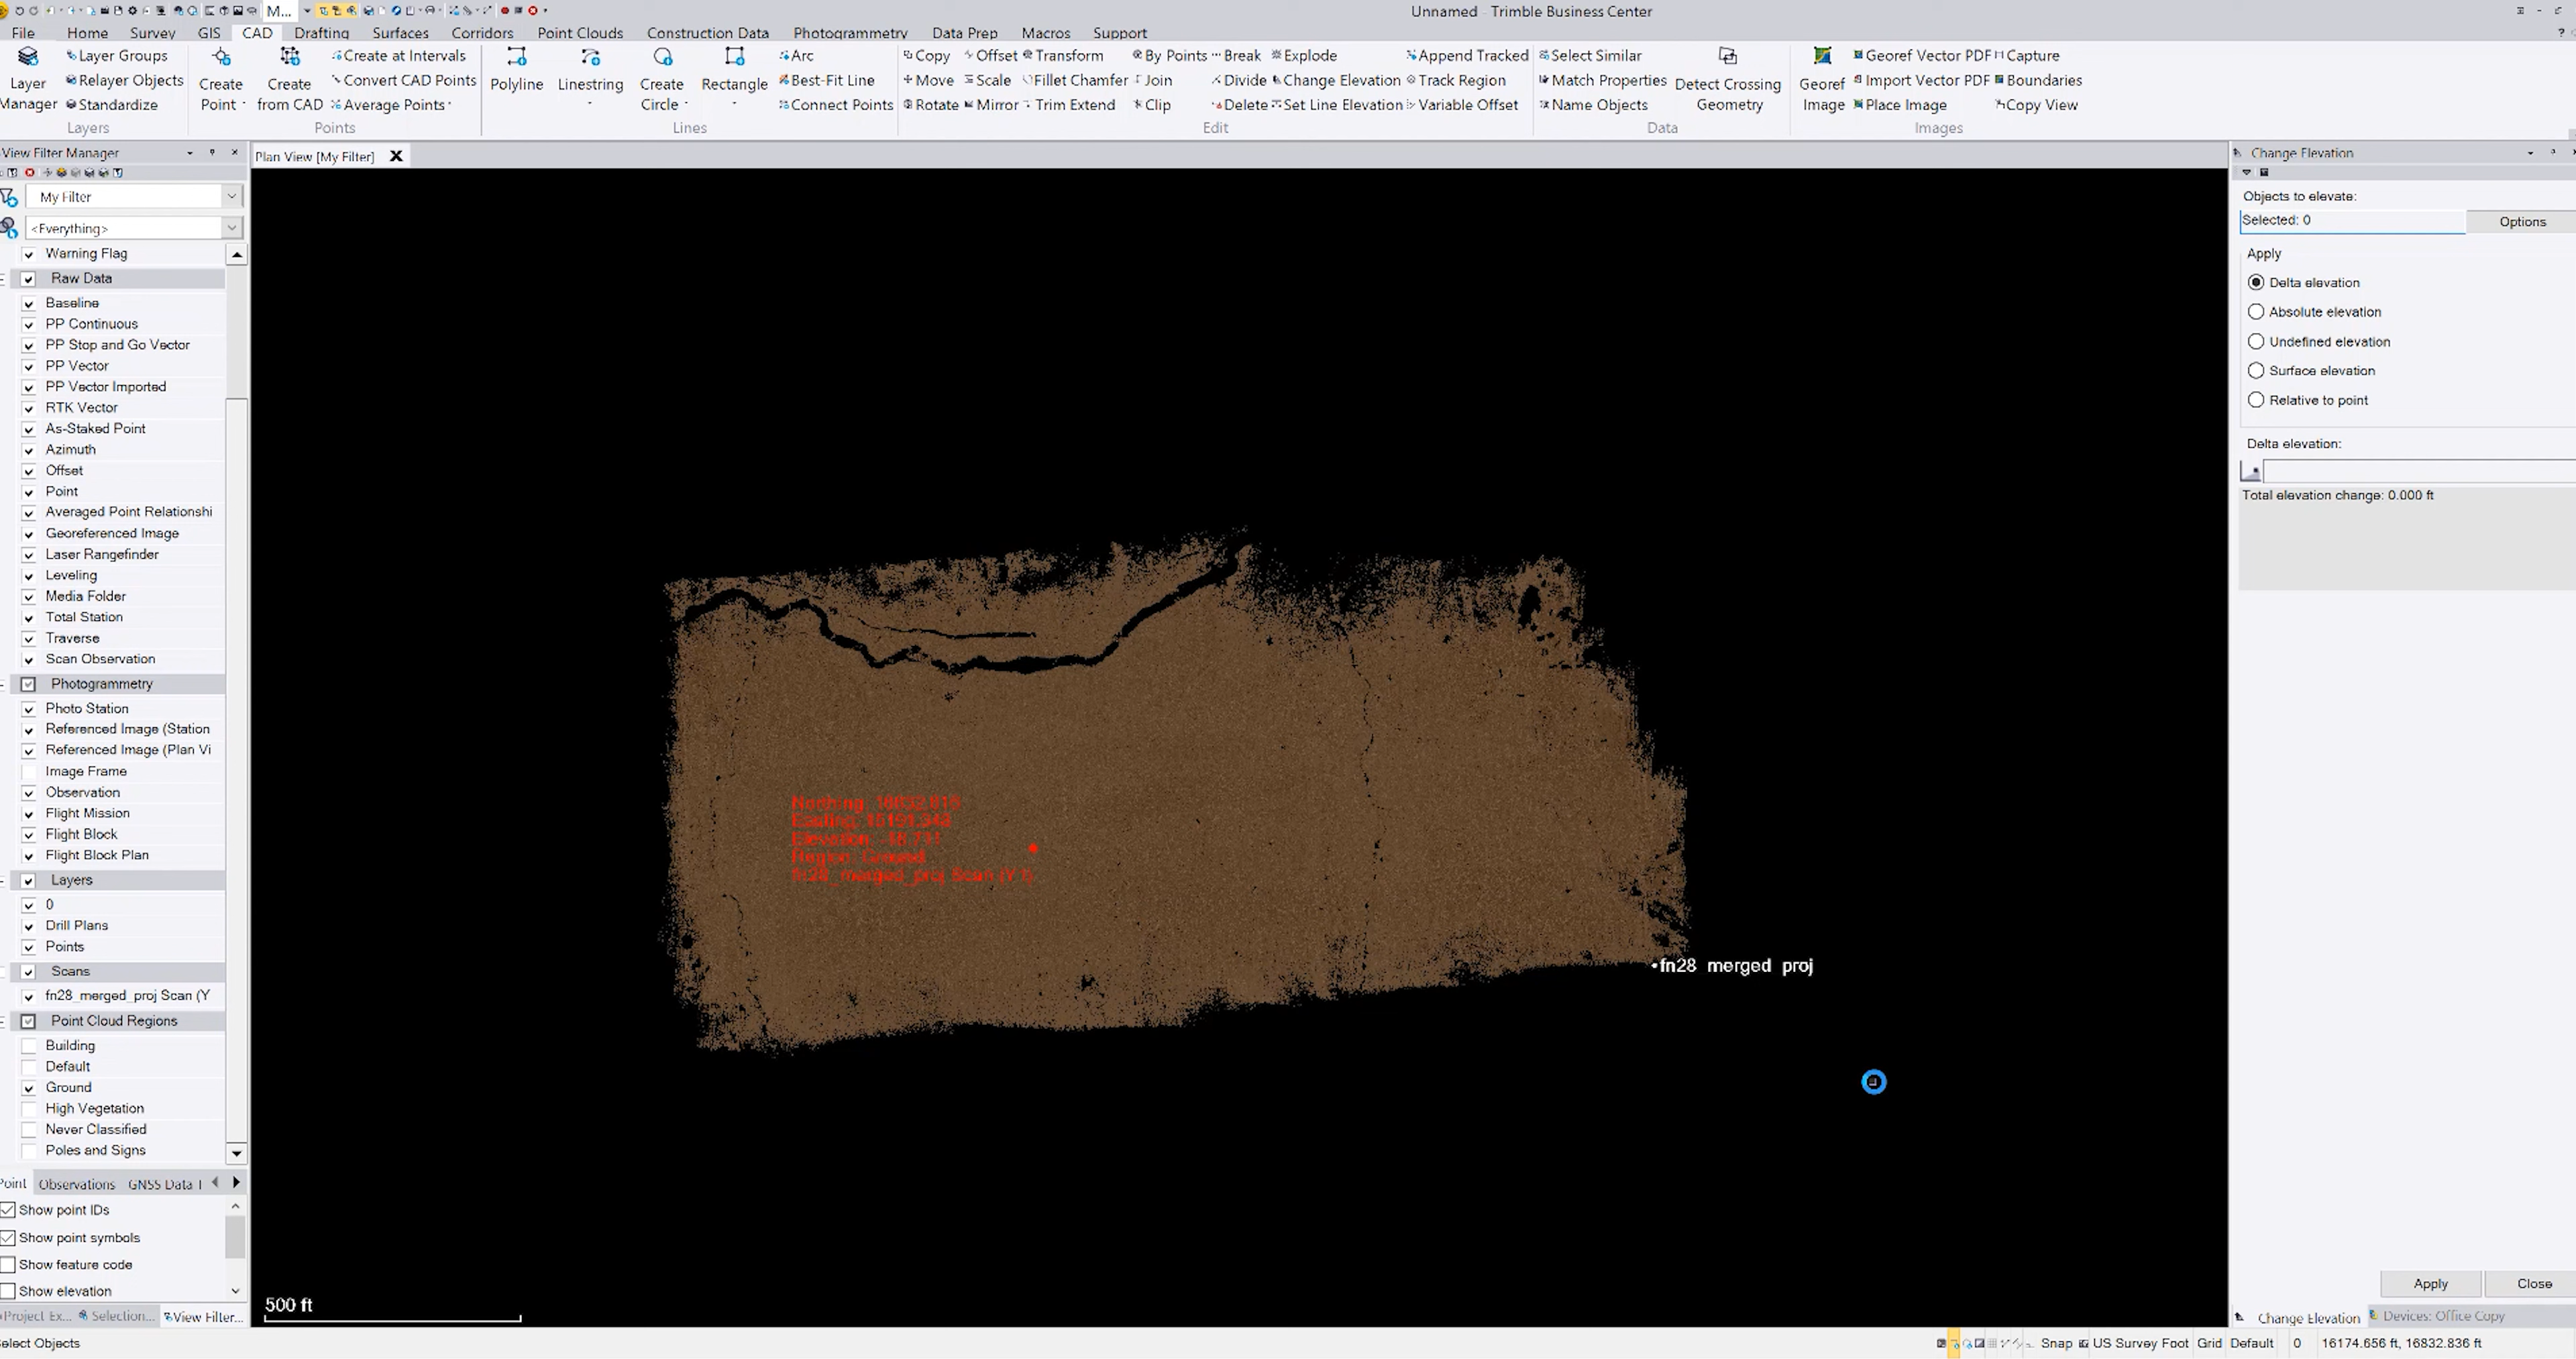 Unnamed - Trimble Business Center
File Home Survey GIS CAD Drafting Surfaces Corridors Point Clouds Construction Data Photogrammetry Data Prep Macros Support
Layer Manager
Layer Groups
Relayer Objects
Standardize
Layers
Create Point
Create from CAD
Create at Intervals
Convert CAD Points
Average Points
Points
Polyline
Linestring
Create Circle
Rectangle
Arc
Best-Fit Line
Connect Points
Lines
Copy Offset Transform By Points Break Explode Append Tracked
Move Scale Fillet Chamfer Join Divide Change Elevation Track Region
Rotate Mirror Trim Extend Clip Delete Set Line Elevation Variable Offset
Edit
Select Similar
Match Properties
Name Objects
Detect Crossing Geometry
Data
Georef Image
Georef Vector PDF Capture
Import Vector PDF Boundaries
Place Image Copy View
Images
View Filter Manager
My Filter
<Everything>
Warning Flag
Raw Data
Baseline
PP Continuous
PP Stop and Go Vector
PP Vector
PP Vector Imported
RTK Vector
As-Staked Point
Azimuth
Offset
Point
Averaged Point Relationshi
Georeferenced Image
Laser Rangefinder
Leveling
Media Folder
Total Station
Traverse
Scan Observation
Photogrammetry
Photo Station
Referenced Image (Station
Referenced Image (Plan Vi
Image Frame
Observation
Flight Mission
Flight Block
Flight Block Plan
Layers
0
Drill Plans
Points
Scans
fn28_merged_proj Scan (Y
Point Cloud Regions
Building
Default
Ground
High Vegetation
Never Classified
Poles and Signs
Point Observations GNSS Data
Show point IDs
Show point symbols
Show feature code
Show elevation
Project Ex... Selection... View Filter...
Select Objects
Plan View [My Filter]
Northing:
Easting:
Elevation:
Region: Ground
fn28_merged_proj Scan
fn28 merged proj
500 ft
Change Elevation
Objects to elevate:
Selected: 0 Options
Apply
Delta elevation
Absolute elevation
Undefined elevation
Surface elevation
Relative to point
Delta elevation:
Total elevation change: 0.000 ft
Apply Close
Change Elevation Devices: Office Copy
Snap US Survey Foot Grid Default 0 16174.656 ft, 16832.836 ft